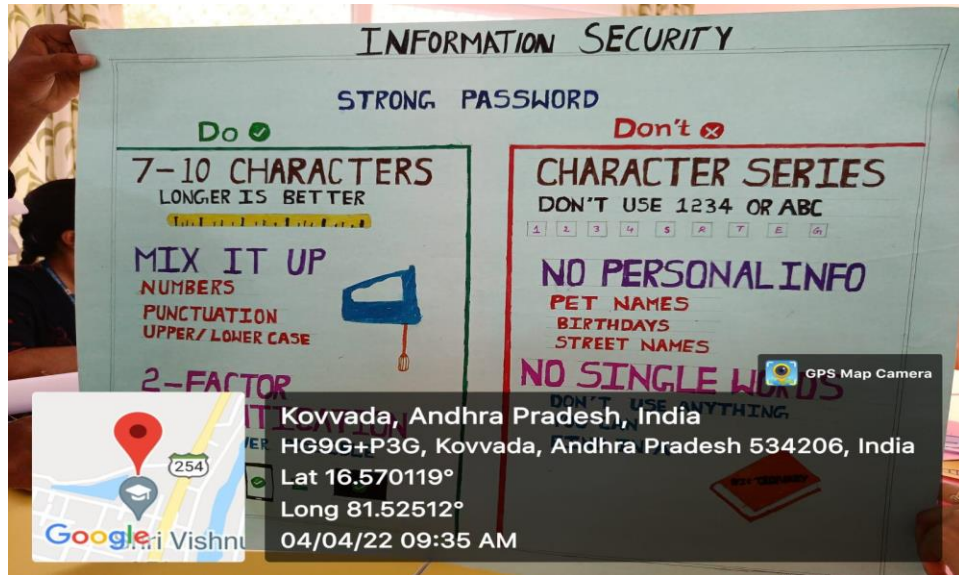 INFORMATION SECURITY
STRONG PASSWORD
Do
7-10 CHARACTERS
LONGER IS BETTER
MIX IT UP
NUMBERS
PUNCTUATION
UPPER/LOWER CASE
2-FACTOR
Don't
CHARACTER SERIES
DON'T USE 1234 OR ABC
1 2 3 4 S R T E G
NO PERSONAL INFO
PET NAMES
BIRTHDAYS
STREET NAMES
NO SINGLE WORDS
DON'T USE ANYTHING
GPS Map Camera
254
Google
Vishnu
Kovvada, Andhra Pradesh, India
HG9G+P3G, Kovvada, Andhra Pradesh 534206, India
Lat 16.570119°
Long 81.52512°
04/04/22 09:35 AM